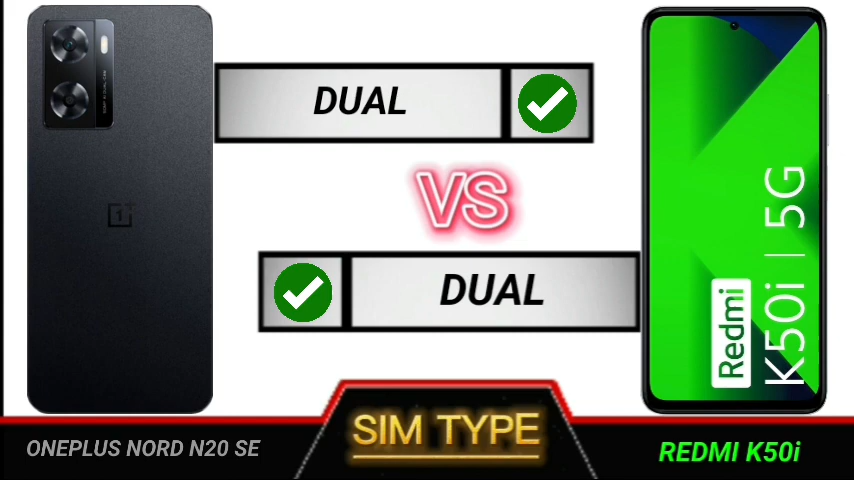 DUAL
VS
DUAL
Redmi
K50i | 5G
SIM TYPE
ONEPLUS NORD N20 SE
REDMI K50i